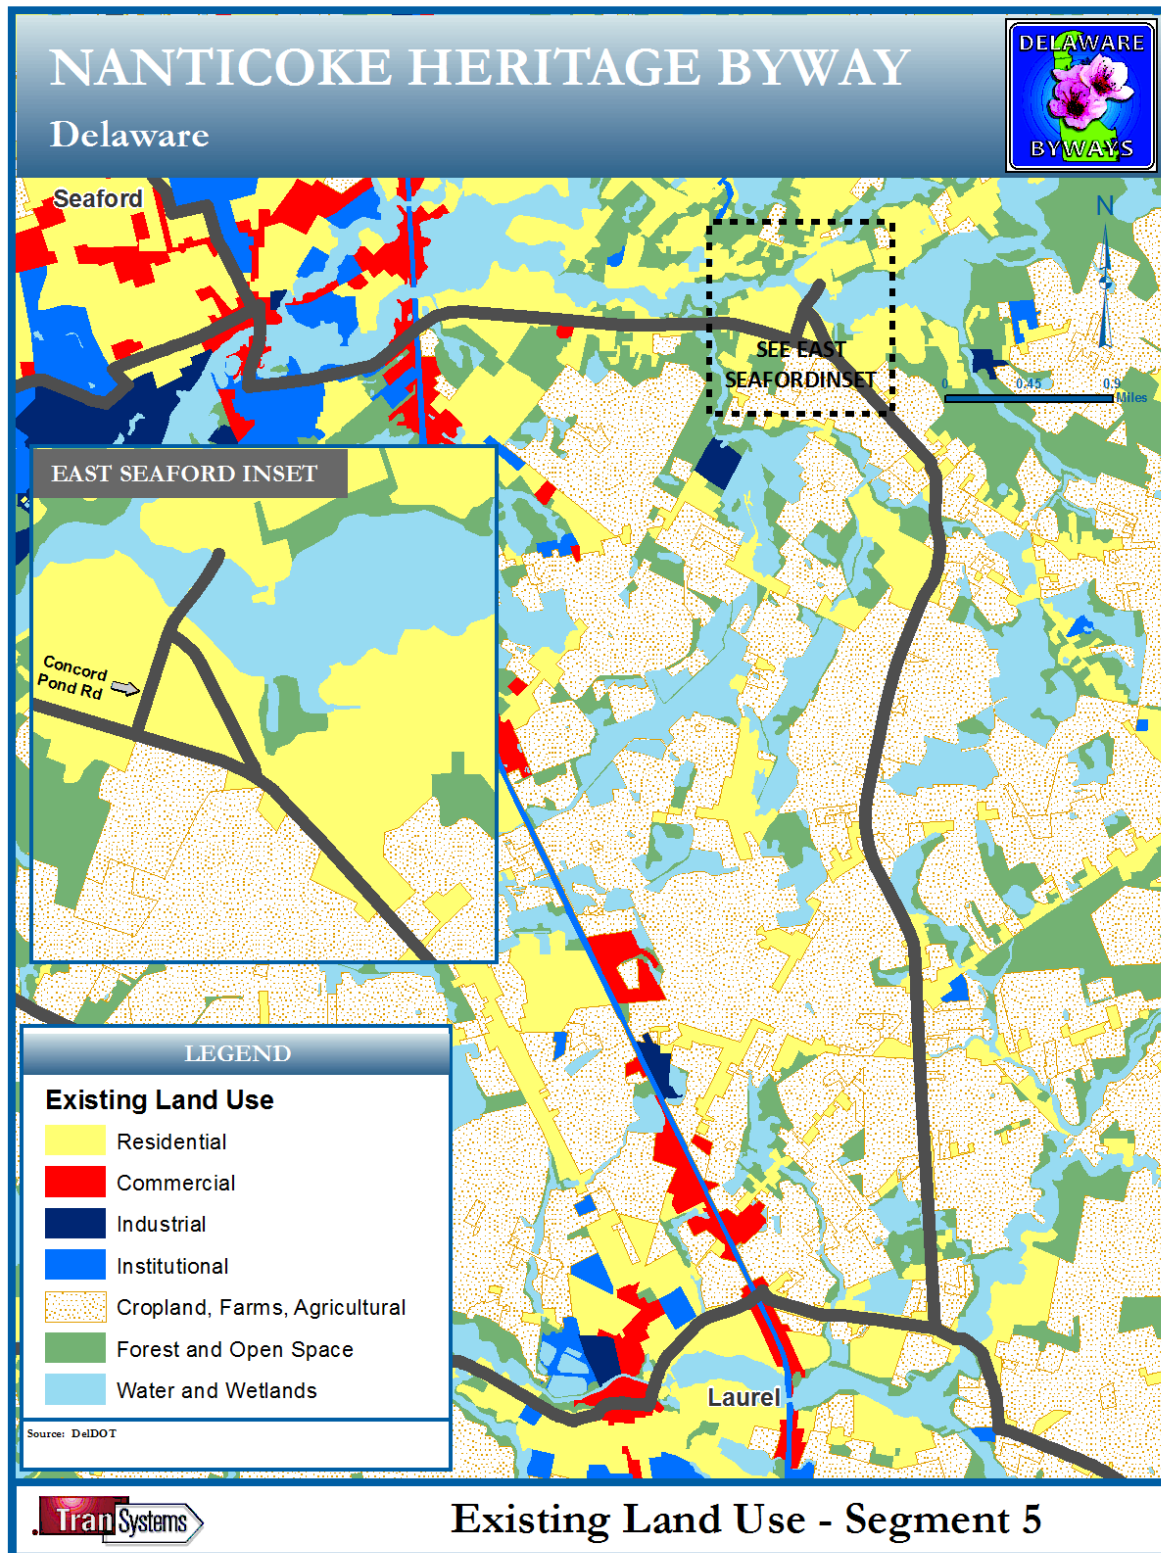 NANTICOKE HERITAGE BYWAY
Delaware
DELAWARE
BYWAYS
Seaford
N
SEE EAST
SEAFORDINSET
0 0.45 0.9
Miles
EAST SEAFORD INSET
Concord
Pond Rd
LEGEND
Existing Land Use
Residential
Commercial
Industrial
Institutional
Cropland, Farms, Agricultural
Forest and Open Space
Water and Wetlands
Source: DelDOT
Laurel
TranSystems
Existing Land Use - Segment 5